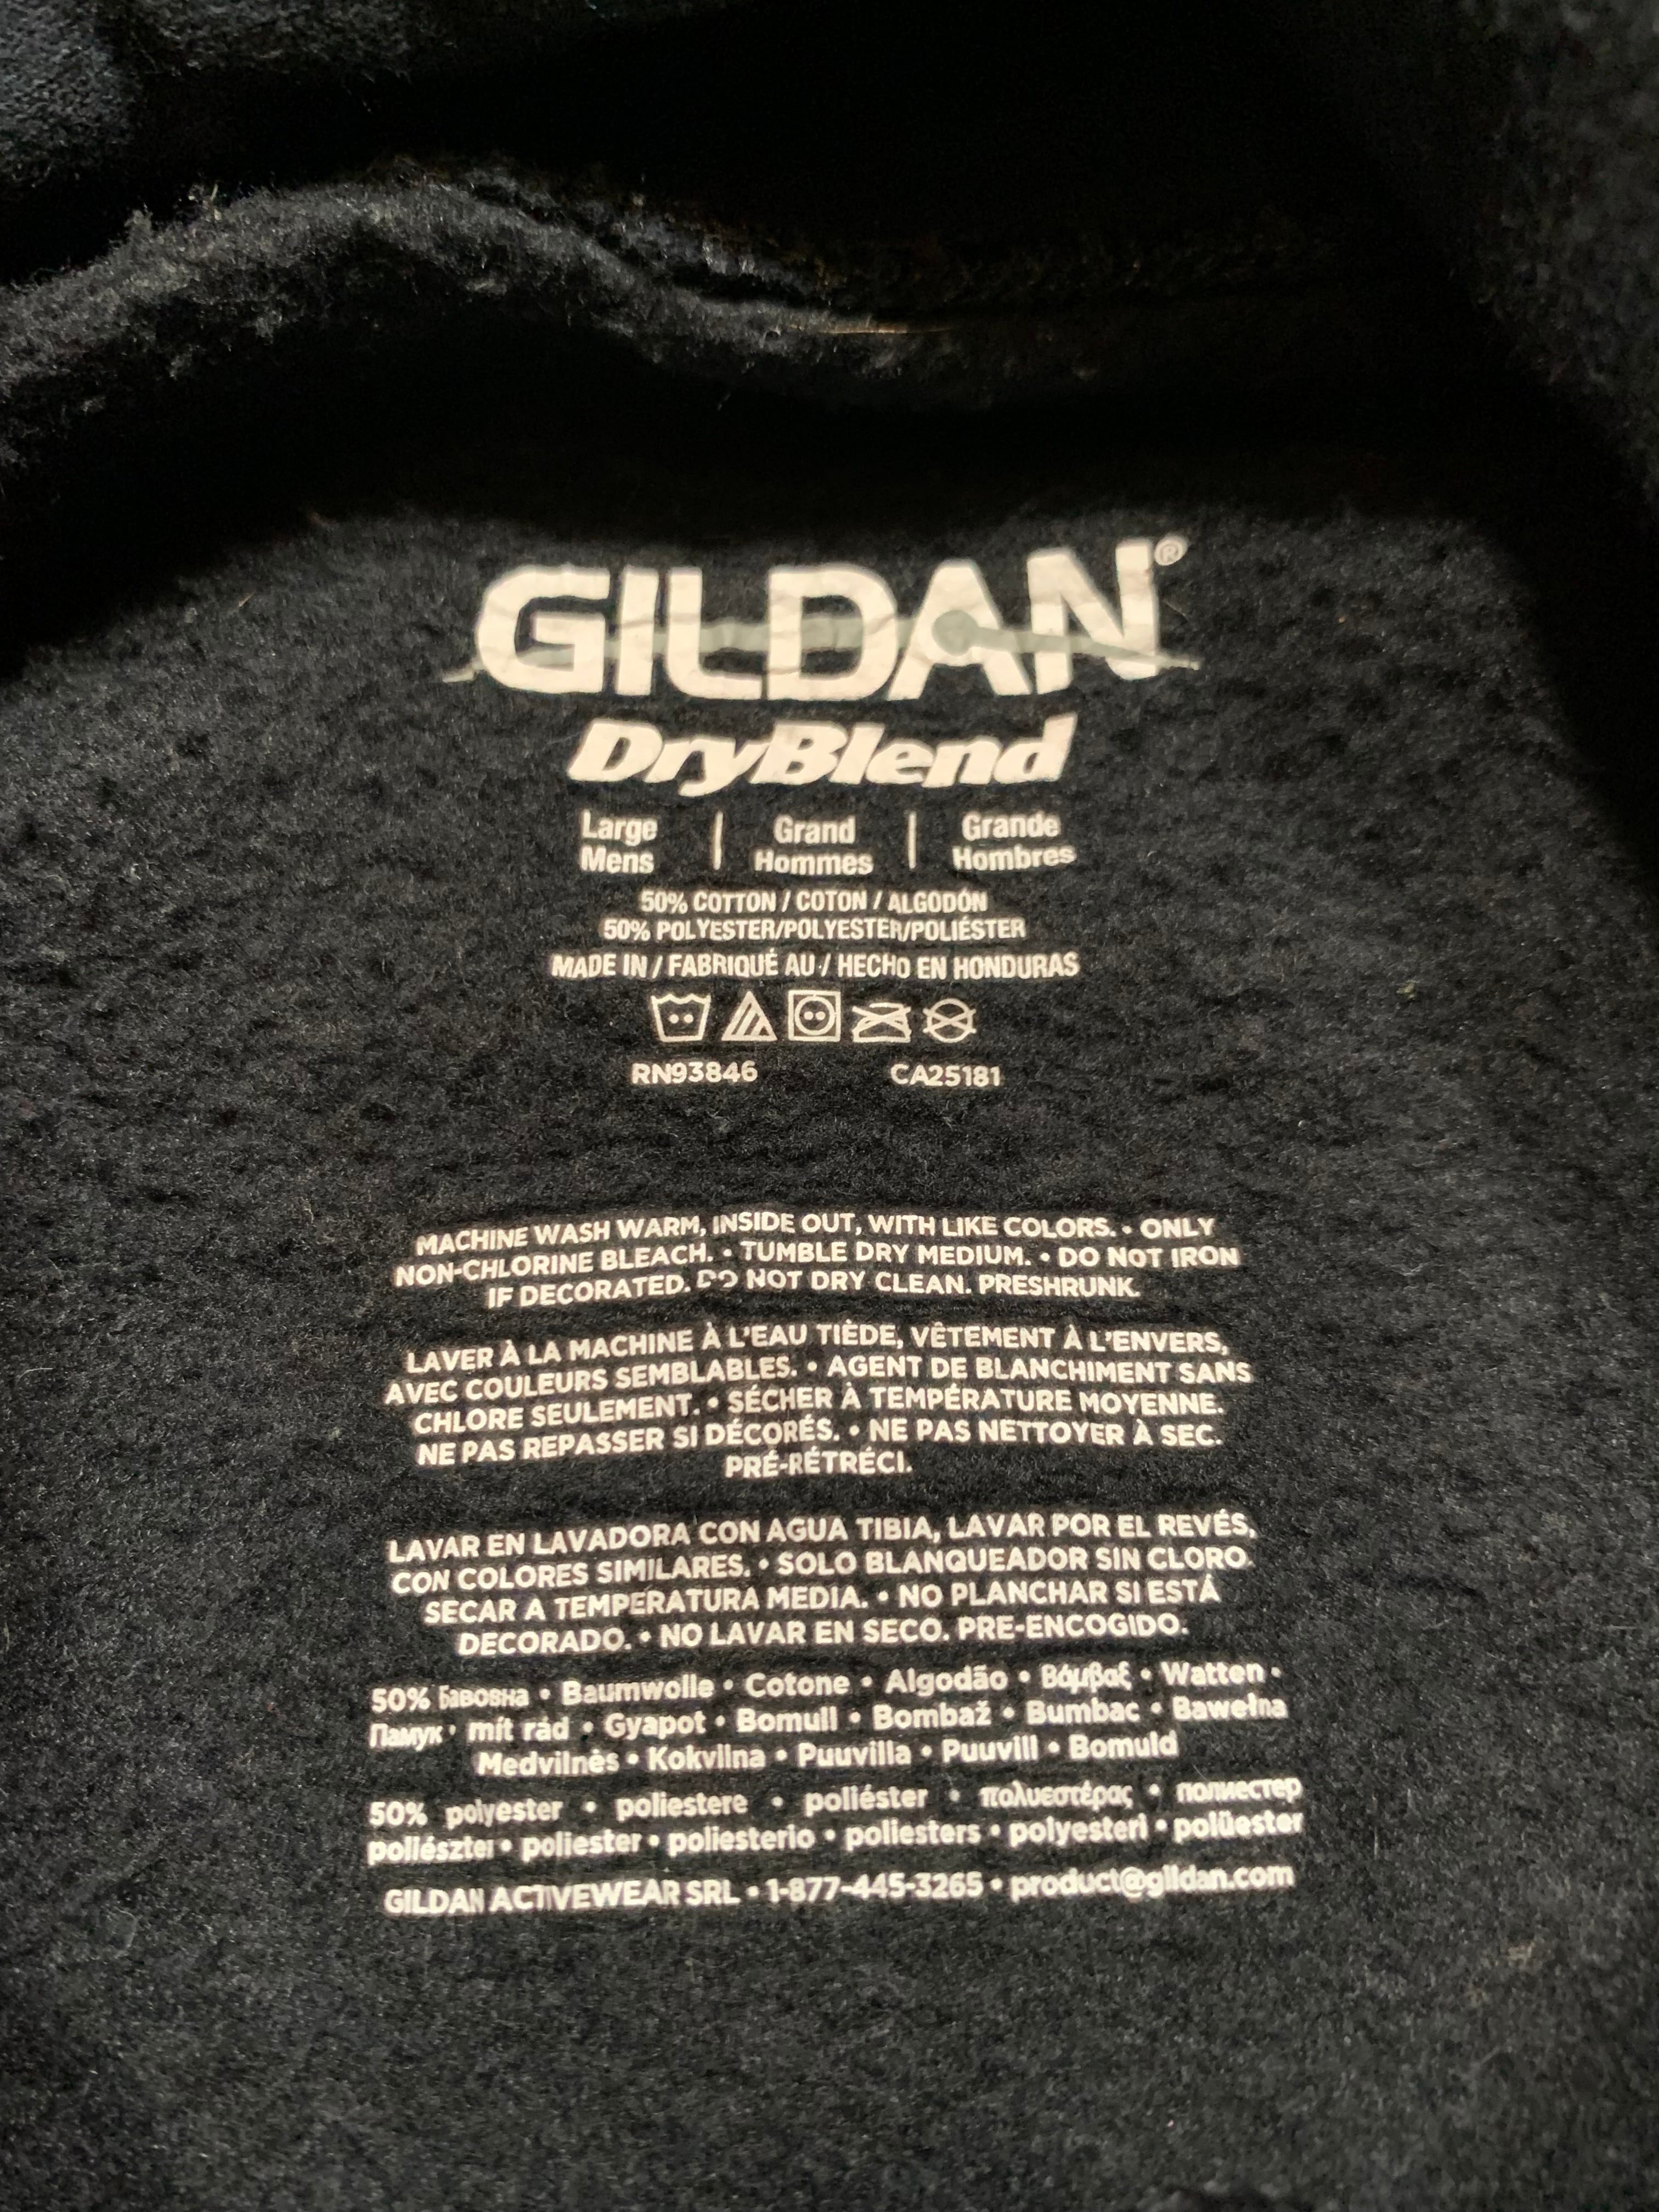 GILDAN®
DryBlend
Large | Grand | Grande
Mens | Hommes | Hombres
50% COTTON / COTON / ALGODÓN
50% POLYESTER/POLYESTER/POLIÉSTER
MADE IN / FABRIQUÉ AU / HECHO EN HONDURAS
RN93846 CA25181
MACHINE WASH WARM, INSIDE OUT, WITH LIKE COLORS. • ONLY
NON-CHLORINE BLEACH. • TUMBLE DRY MEDIUM. • DO NOT IRON
IF DECORATED. DO NOT DRY CLEAN. PRESHRUNK.
LAVER À LA MACHINE À L'EAU TIÈDE, VÊTEMENT À L'ENVERS,
AVEC COULEURS SEMBLABLES. • AGENT DE BLANCHIMENT SANS
CHLORE SEULEMENT. • SÉCHER À TEMPÉRATURE MOYENNE.
NE PAS REPASSER SI DÉCORÉS. • NE PAS NETTOYER À SEC.
PRÉ-RÉTRÉCI.
LAVAR EN LAVADORA CON AGUA TIBIA, LAVAR POR EL REVÉS,
CON COLORES SIMILARES. • SOLO BLANQUEADOR SIN CLORO.
SECAR A TEMPERATURA MEDIA. • NO PLANCHAR SI ESTÁ
DECORADO. • NO LAVAR EN SECO. PRE-ENCOGIDO.
50% Бавовна • Baumwolle • Cotone • Algodão • Βάμβαξ • Watten •
Памук • mít rád • Gyapot • Bomull • Bombaž • Bumbac • Bawełna
Medvilnės • Kokvilna • Puuvilla • Puuvill • Bomuld
50% polyester • poliestere • poliéster • πολυεστέρας • полиестер
poliészter • poliester • poliesterio • poliesters • polyesteri • polüester
GILDAN ACTIVEWEAR SRL • 1-877-445-3265 • product@gildan.com